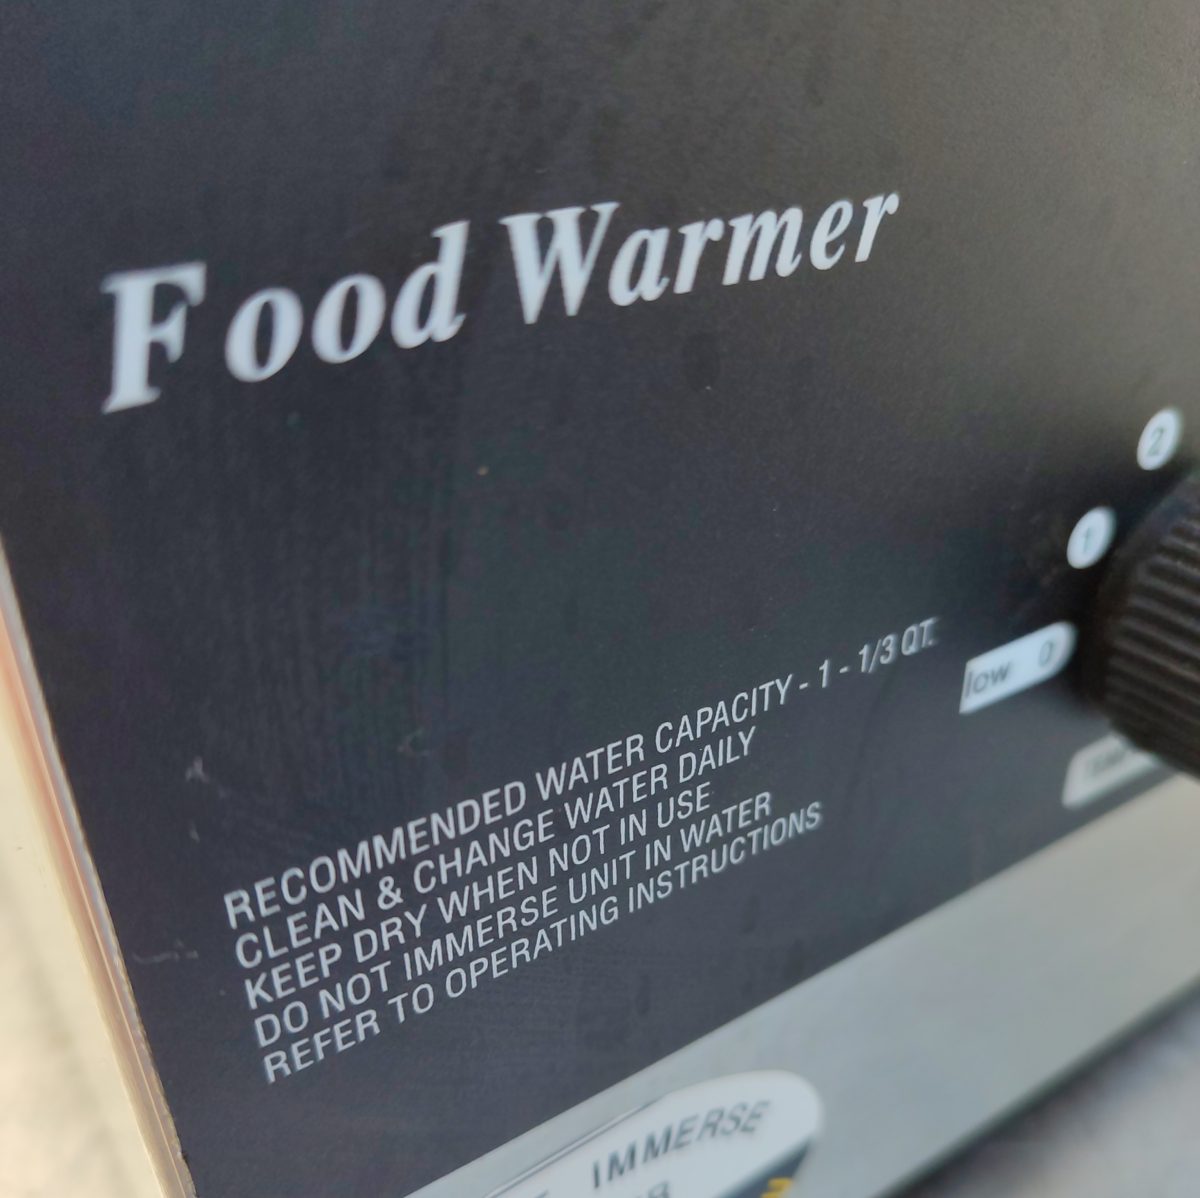 Food Warmer
2
1
low 0
RECOMMENDED WATER CAPACITY - 1 - 1/3 QT.
CLEAN & CHANGE WATER DAILY
KEEP DRY WHEN NOT IN USE
DO NOT IMMERSE UNIT IN WATER
REFER TO OPERATING INSTRUCTIONS
IMMERSE